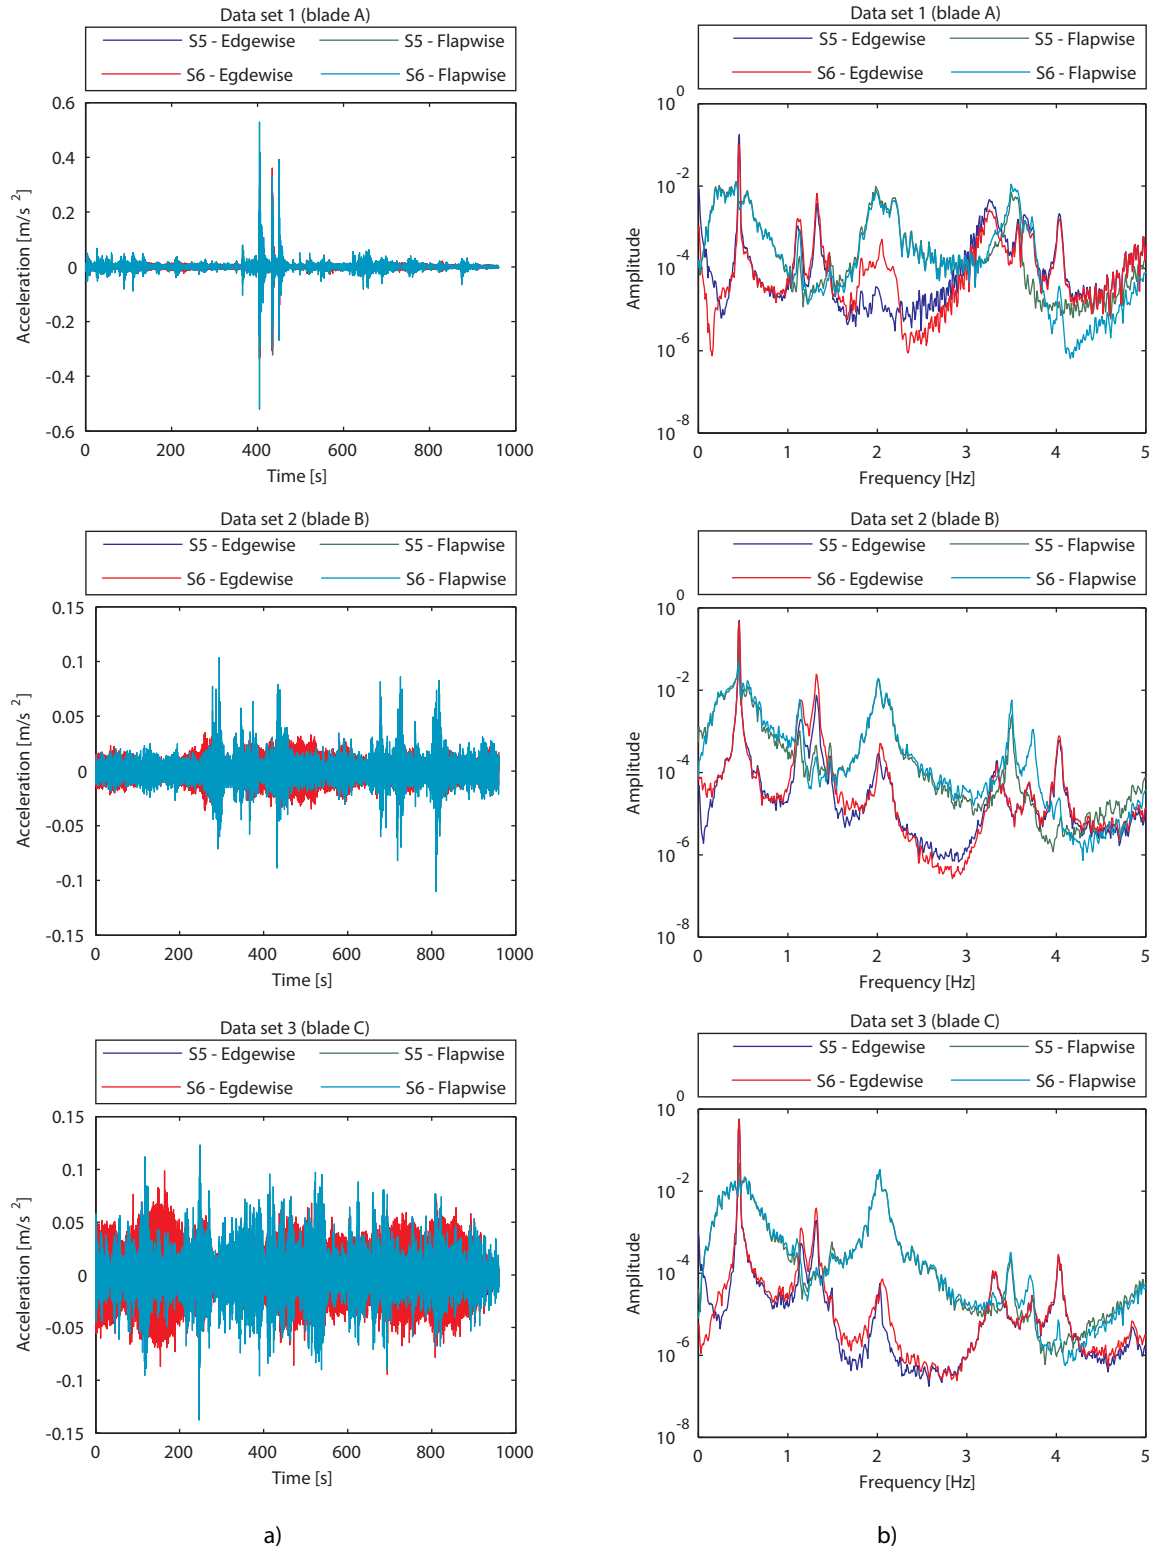 Data set 1 (blade A)
S5 - Edgewise
S5 - Flapwise
S6 - Egdewise
S6 - Flapwise
0.6
0.4
0.2
0
-0.2
-0.4
-0.6
Acceleration [m/s 2]
0 200 400 600 800 1000
Time [s]
Data set 1 (blade A)
S5 - Edgewise
S5 - Flapwise
S6 - Egdewise
S6 - Flapwise
10 0
10 -2
10 -4
10 -6
10 -8
Amplitude
0 1 2 3 4 5
Frequency [Hz]
Data set 2 (blade B)
S5 - Edgewise
S5 - Flapwise
S6 - Egdewise
S6 - Flapwise
0.15
0.1
0.05
0
-0.05
-0.1
-0.15
Acceleration [m/s 2]
0 200 400 600 800 1000
Time [s]
Data set 2 (blade B)
S5 - Edgewise
S5 - Flapwise
S6 - Egdewise
S6 - Flapwise
10 0
10 -2
10 -4
10 -6
10 -8
Amplitude
0 1 2 3 4 5
Frequency [Hz]
Data set 3 (blade C)
S5 - Edgewise
S5 - Flapwise
S6 - Egdewise
S6 - Flapwise
0.15
0.1
0.05
0
-0.05
-0.1
-0.15
Acceleration [m/s 2]
0 200 400 600 800 1000
Time [s]
Data set 3 (blade C)
S5 - Edgewise
S5 - Flapwise
S6 - Egdewise
S6 - Flapwise
10 0
10 -2
10 -4
10 -6
10 -8
Amplitude
0 1 2 3 4 5
Frequency [Hz]
a)
b)